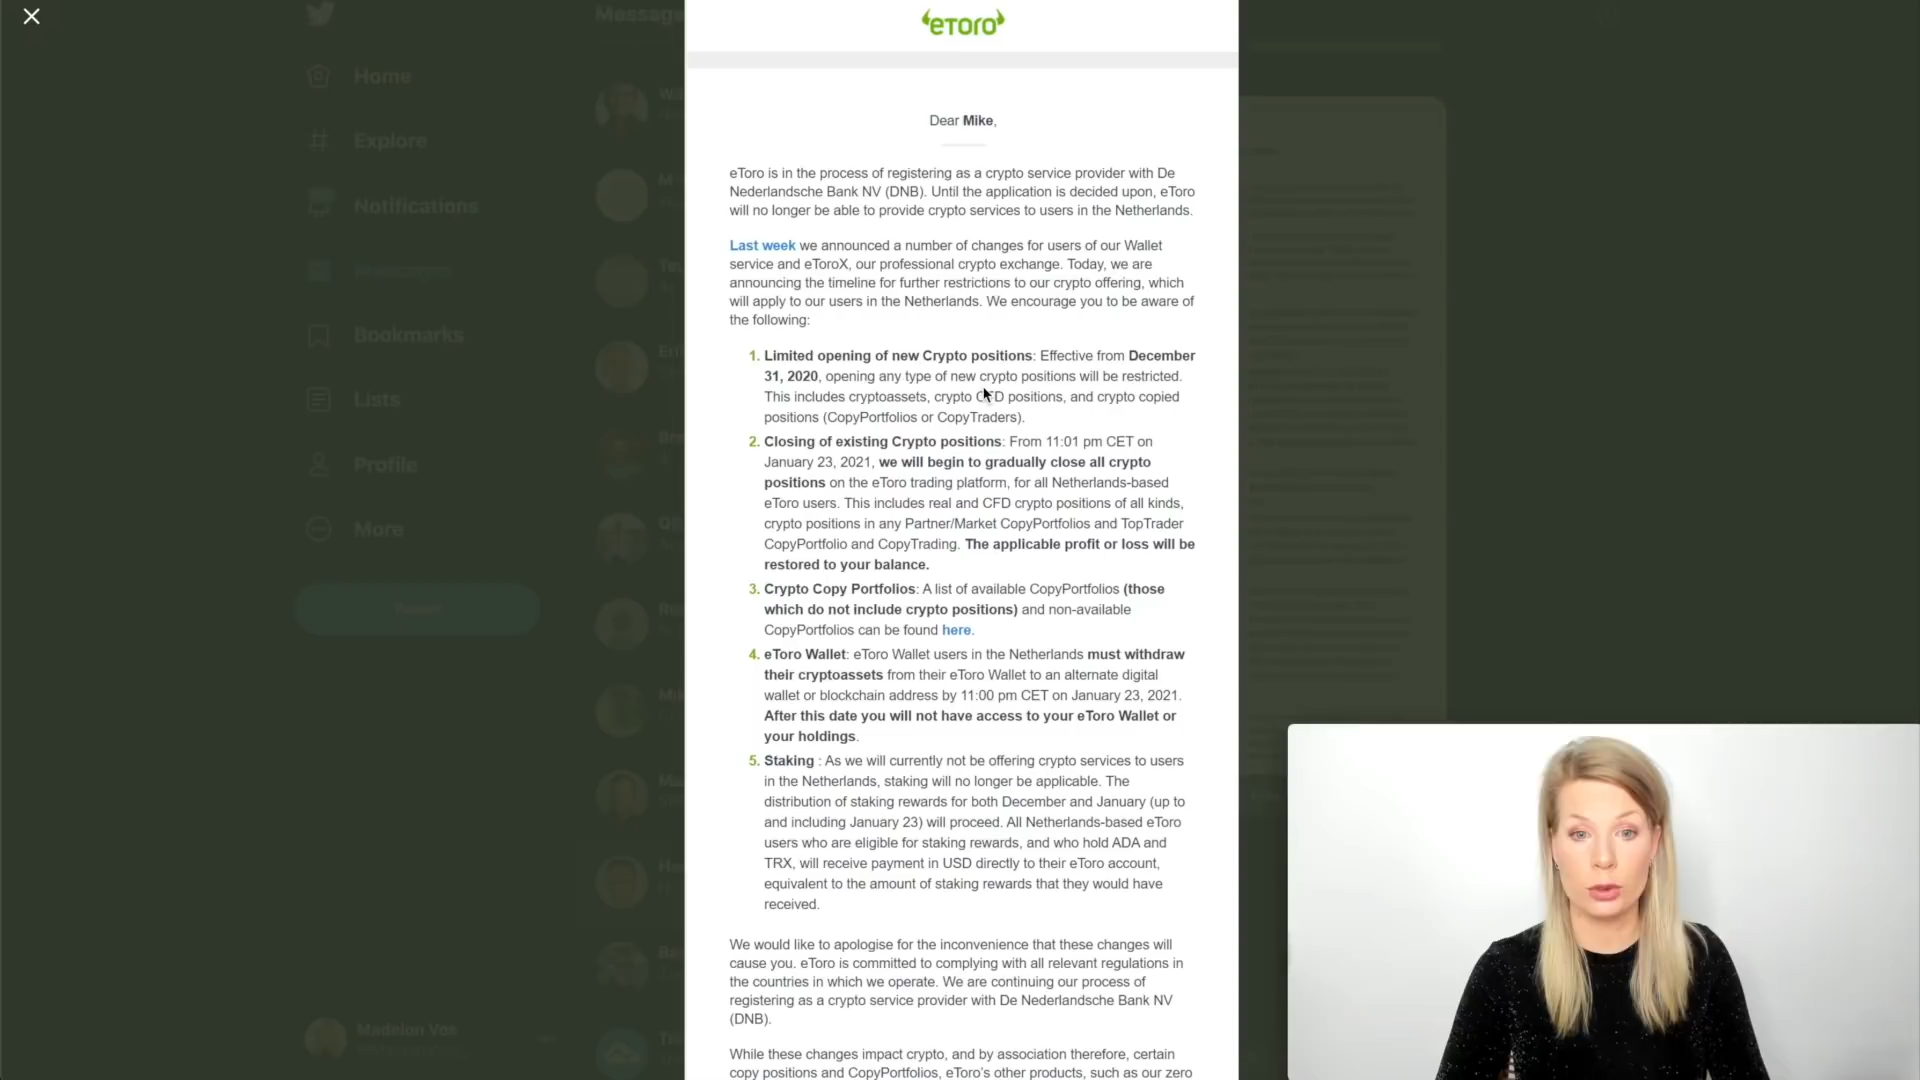 eToro
Message
Home
Explore
Notifications
Bookmarks
Lists
Profile
More
Tweet
Dear Mike,
eToro is in the process of registering as a crypto service provider with De
Nederlandsche Bank NV (DNB). Until the application is decided upon, eToro
will no longer be able to provide crypto services to users in the Netherlands.
Last week we announced a number of changes for users of our Wallet
service and eToroX, our professional crypto exchange. Today, we are
announcing the timeline for further restrictions to our crypto offering, which
will apply to our users in the Netherlands. We encourage you to be aware of
the following:
1. Limited opening of new Crypto positions: Effective from December
31, 2020, opening any type of new crypto positions will be restricted.
This includes cryptoassets, crypto CFD positions, and crypto copied
positions (CopyPortfolios or CopyTraders).
2. Closing of existing Crypto positions: From 11:01 pm CET on
January 23, 2021, we will begin to gradually close all crypto
positions on the eToro trading platform, for all Netherlands-based
eToro users. This includes real and CFD crypto positions of all kinds,
crypto positions in any Partner/Market CopyPortfolios and TopTrader
CopyPortfolio and CopyTrading. The applicable profit or loss will be
restored to your balance.
3. Crypto Copy Portfolios: A list of available CopyPortfolios (those
which do not include crypto positions) and non-available
CopyPortfolios can be found here.
4. eToro Wallet: eToro Wallet users in the Netherlands must withdraw
their cryptoassets from their eToro Wallet to an alternate digital
wallet or blockchain address by 11:00 pm CET on January 23, 2021.
After this date you will not have access to your eToro Wallet or
your holdings.
5. Staking : As we will currently not be offering crypto services to users
in the Netherlands, staking will no longer be applicable. The
distribution of staking rewards for both December and January (up to
and including January 23) will proceed. All Netherlands-based eToro
users who are eligible for staking rewards, and who hold ADA and
TRX, will receive payment in USD directly to their eToro account,
equivalent to the amount of staking rewards that they would have
received.
We would like to apologise for the inconvenience that these changes will
cause you. eToro is committed to complying with all relevant regulations in
the countries in which we operate. We are continuing our process of
registering as a crypto service provider with De Nederlandsche Bank NV
(DNB).
While these changes impact crypto, and by association therefore, certain
copy positions and CopyPortfolios, eToro's other products, such as our zero
Madelon Vos